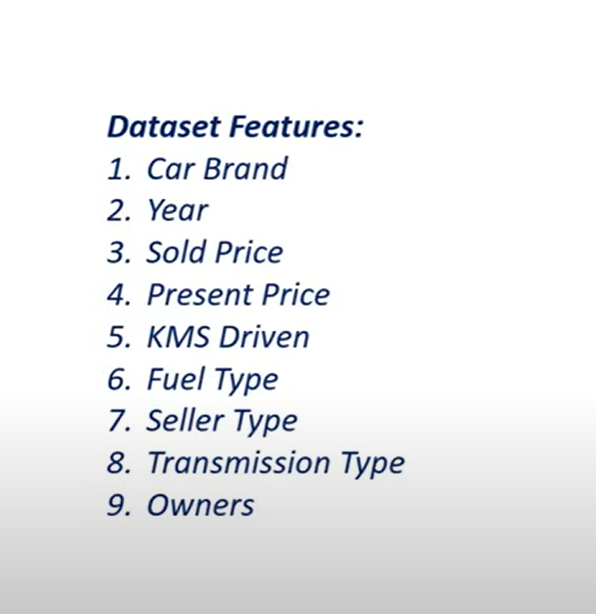 Dataset Features:
1. Car Brand
2. Year
3. Sold Price
4. Present Price
5. KMS Driven
6. Fuel Type
7. Seller Type
8. Transmission Type
9. Owners